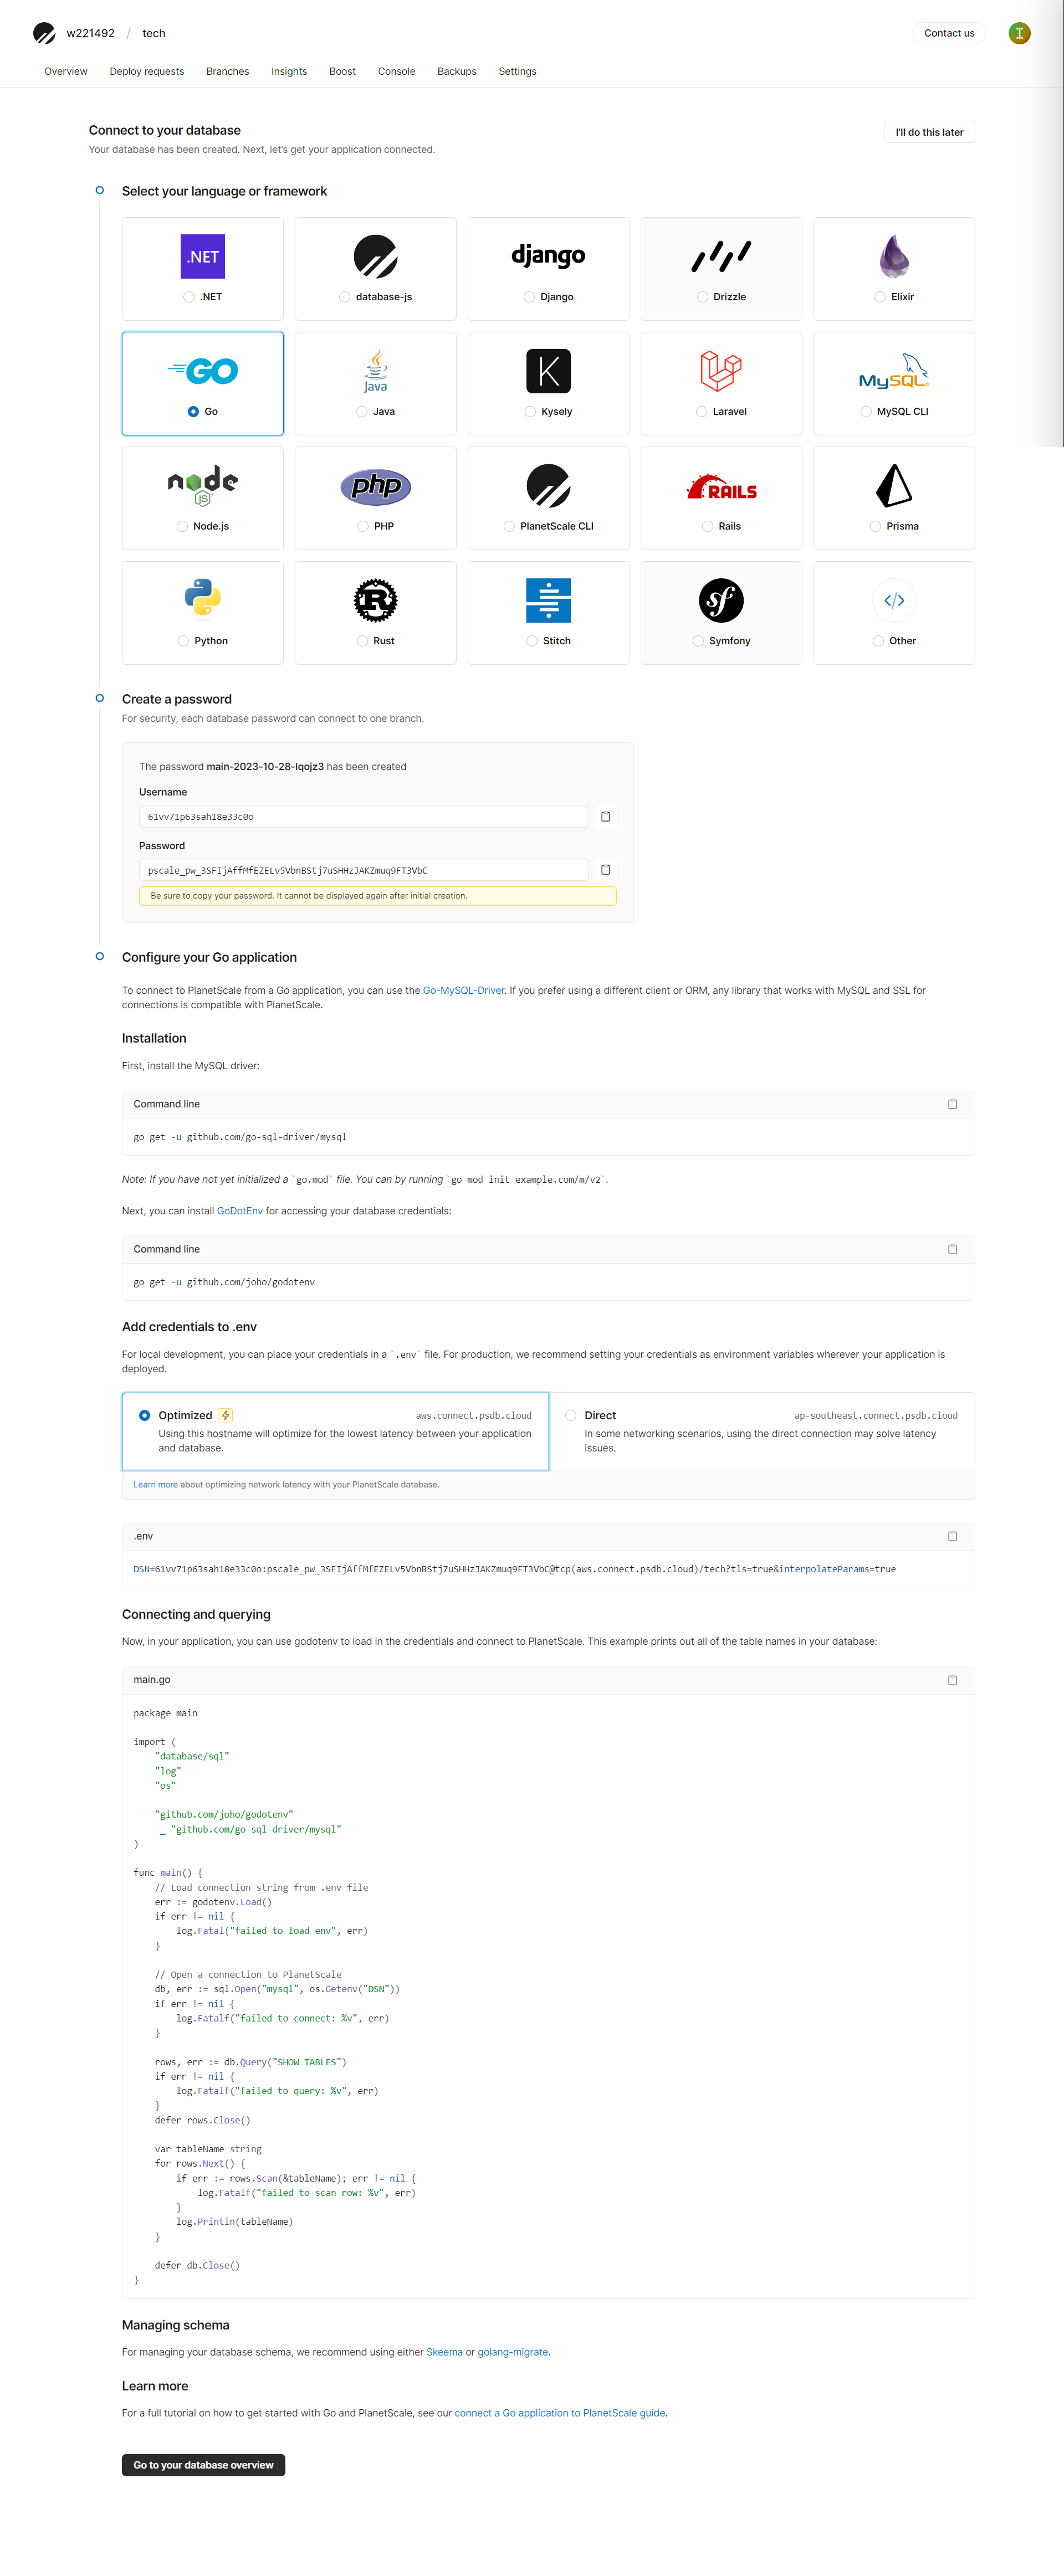 w221492 / tech
Contact us
I
Overview Deploy requests Branches Insights Boost Console Backups Settings
Connect to your database
I'll do this later
Your database has been created. Next, let's get your application connected.
Select your language or framework
.NET
django
.NET
database-js
Django
Drizzle
Elixir
GO
Java
K
MySQL
Go
Java
Kysely
Laravel
MySQL CLI
node
JS
php
RAILS
Node.js
PHP
PlanetScale CLI
Rails
Prisma
R
sf
</>
Python
Rust
Stitch
Symfony
Other
Create a password
For security, each database password can connect to one branch.
The password main-2023-10-28-lqojz3 has been created
Username
61vv71p63sah18e33c0o
Password
pscale_pw_3SFIjAffMfEZELv5VbnBStj7uSHHzJAKZmuq9FT3VbC
Be sure to copy your password. It cannot be displayed again after initial creation.
Configure your Go application
To connect to PlanetScale from a Go application, you can use the Go-MySQL-Driver. If you prefer using a different client or ORM, any library that works with MySQL and SSL for
connections is compatible with PlanetScale.
Installation
First, install the MySQL driver:
Command line
go get -u github.com/go-sql-driver/mysql
Note: If you have not yet initialized a `go.mod` file. You can by running `go mod init example.com/m/v2`.
Next, you can install GoDotEnv for accessing your database credentials:
Command line
go get -u github.com/joho/godotenv
Add credentials to .env
For local development, you can place your credentials in a `.env` file. For production, we recommend setting your credentials as environment variables wherever your application is
deployed.
Optimized
aws.connect.psdb.cloud
Using this hostname will optimize for the lowest latency between your application
and database.
Direct
ap-southeast.connect.psdb.cloud
In some networking scenarios, using the direct connection may solve latency
issues.
Learn more about optimizing network latency with your PlanetScale database.
.env
DSN=61vv71p63sah18e33c0o:pscale_pw_3SFIjAffMfEZELv5VbnBStj7uSHHzJAKZmuq9FT3VbC@tcp(aws.connect.psdb.cloud)/tech?tls=true&interpolateParams=true
Connecting and querying
Now, in your application, you can use godotenv to load in the credentials and connect to PlanetScale. This example prints out all of the table names in your database:
main.go
package main
import (
"database/sql"
"log"
"os"
"github.com/joho/godotenv"
_ "github.com/go-sql-driver/mysql"
)
func main() {
// Load connection string from .env file
err := godotenv.Load()
if err != nil {
log.Fatal("failed to load env", err)
}
// Open a connection to PlanetScale
db, err := sql.Open("mysql", os.Getenv("DSN"))
if err != nil {
log.Fatalf("failed to connect: %v", err)
}
rows, err := db.Query("SHOW TABLES")
if err != nil {
log.Fatalf("failed to query: %v", err)
}
defer rows.Close()
var tableName string
for rows.Next() {
if err := rows.Scan(&tableName); err != nil {
log.Fatalf("failed to scan row: %v", err)
}
log.Println(tableName)
}
defer db.Close()
}
Managing schema
For managing your database schema, we recommend using either Skeema or golang-migrate.
Learn more
For a full tutorial on how to get started with Go and PlanetScale, see our connect a Go application to PlanetScale guide.
Go to your database overview